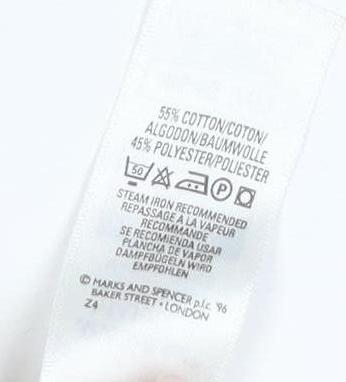 55% COTTON/COTON/
ALGODON/BAUMWOLLE
45% POLYESTER/POLIESTER
50 P
STEAM IRON RECOMMENDED
REPASSAGE A LA VAPEUR
RECOMMANDE
SE RECOMIENDA USAR
PLANCHA DE VAPOR
DAMPFBÜGELN WIRD
EMPFOHLEN
© MARKS AND SPENCER p.l.c. '96
BAKER STREET • LONDON
Z4